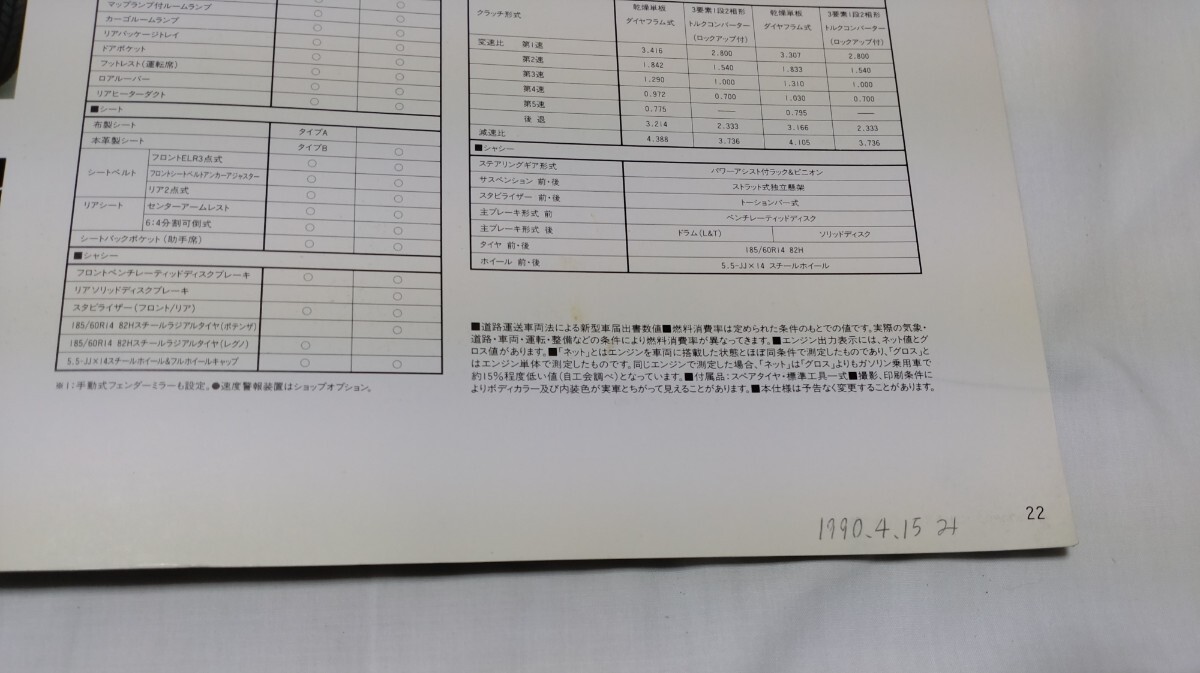 マップランプ付ルームランプ ○ ○
カーゴルームランプ ○ ○
リアパッケージトレイ ○ ○
ドアポケット ○ ○
フットレスト(運転席) ○ ○
ロアルーバー ○ ○
リアヒーターダクト ○ ○
■シート
布製シート タイプA
本革製シート タイプB ○
シートベルト フロントELR3点式 ○ ○
フロントシートベルトアンカーアジャスター ○ ○
リア2点式 ○ ○
リアシート センターアームレスト ○ ○
6:4分割可倒式 ○ ○
シートバックポケット(助手席) ○ ○
■シャシー
フロントベンチレーティッドディスクブレーキ ○ ○
リアソリッドディスクブレーキ ○
スタビライザー(フロント/リア) ○ ○
185/60R14 82Hスチールラジアルタイヤ(ポテンザ) ○
185/60R14 82Hスチールラジアルタイヤ(レグノ) ○
5.5-JJ×14スチールホイール&フルホイールキャップ ○ ○
※1:手動式フェンダーミラーも設定。●速度警報装置はショップオプション。
クラッチ形式 乾燥単板 3要素1段2相形 乾燥単板 3要素1段2相形
ダイヤフラム式 トルクコンバーター ダイヤフラム式 トルクコンバーター
(ロックアップ付) (ロックアップ付)
変速比 第1速 3.416 2.800 3.307 2.800
第2速 1.842 1.540 1.833 1.540
第3速 1.290 1.000 1.310 1.000
第4速 0.972 0.700 1.030 0.700
第5速 0.775 — 0.795 —
後退 3.214 2.333 3.166 2.333
減速比 4.388 3.736 4.105 3.736
■シャシー
ステアリングギア形式 パワーアシスト付ラック&ピニオン
サスペンション 前・後 ストラット式独立懸架
スタビライザー 前・後 トーションバー式
主ブレーキ形式 前 ベンチレーティッドディスク
主ブレーキ形式 後 ドラム(L&T) ソリッドディスク
タイヤ 前・後 185/60R14 82H
ホイール 前・後 5.5-JJ×14 スチールホイール
■道路運送車両法による新型車届出書数値■燃料消費率は定められた条件のもとでの値です。実際の気象・
道路・車両・運転・整備などの条件により燃料消費率が異なってきます。■エンジン出力表示には、ネット値とグ
ロス値があります。■「ネット」とはエンジンを車両に搭載した状態とほぼ同条件で測定したものであり、「グロス」と
はエンジン単体で測定したものです。同じエンジンで測定した場合、「ネット」は「グロス」よりもガソリン乗用車で
約15%程度低い値(自工会調べ)となっています。■付属品:スペアタイヤ・標準工具一式■撮影、印刷条件に
よりボディカラー及び内装色が実車とちがって見えることがあります。■本仕様は予告なく変更することがあります。
22
1990.4.15